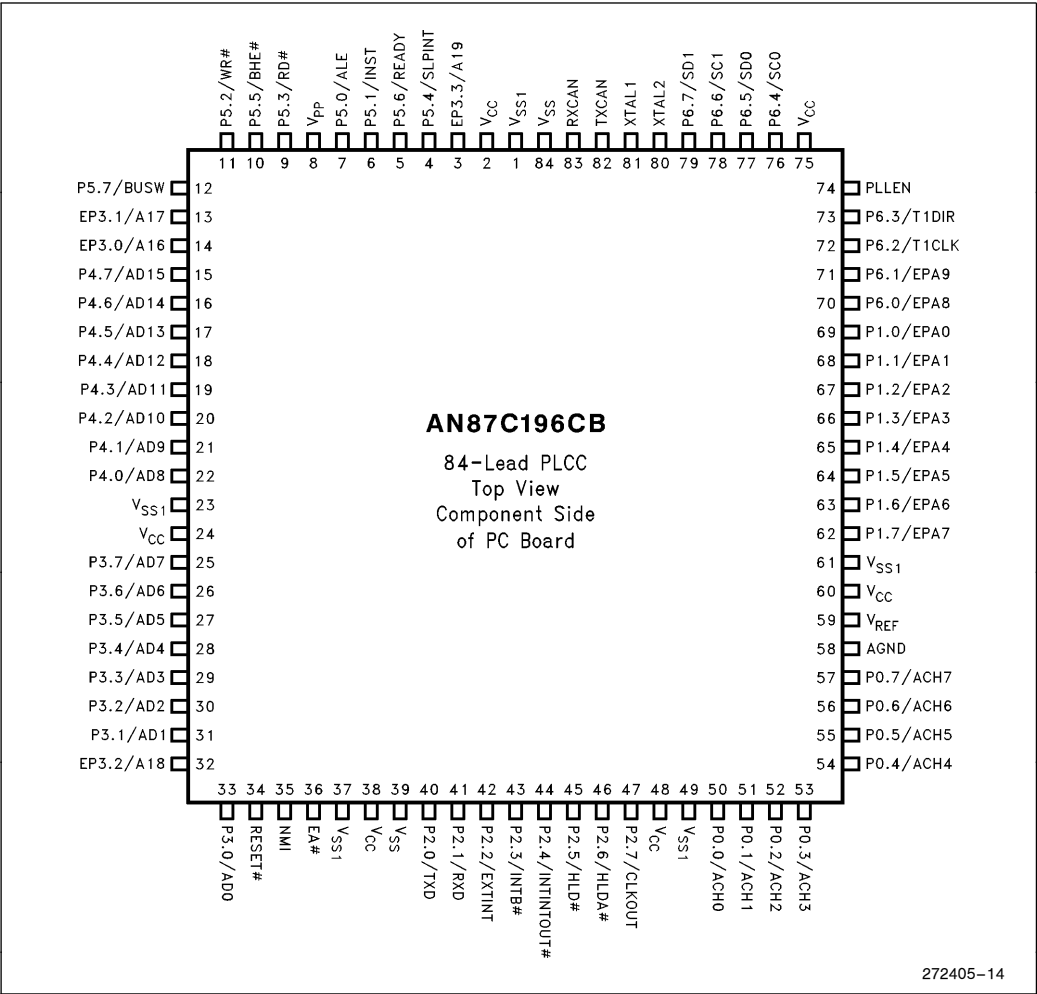 P5.2/WR#
P5.5/BHE#
P5.3/RD#
VPP
P5.0/ALE
P5.1/INST
P5.6/READY
P5.4/SLPINT
EP3.3/A19
VCC
VSS1
VSS
RXCAN
TXCAN
XTAL1
XTAL2
P6.7/SD1
P6.6/SC1
P6.5/SD0
P6.4/SC0
VCC
11 10 9 8 7 6 5 4 3 2 1 84 83 82 81 80 79 78 77 76 75
P5.7/BUSW 12
EP3.1/A17 13
EP3.0/A16 14
P4.7/AD15 15
P4.6/AD14 16
P4.5/AD13 17
P4.4/AD12 18
P4.3/AD11 19
P4.2/AD10 20
P4.1/AD9 21
P4.0/AD8 22
VSS1 23
VCC 24
P3.7/AD7 25
P3.6/AD6 26
P3.5/AD5 27
P3.4/AD4 28
P3.3/AD3 29
P3.2/AD2 30
P3.1/AD1 31
EP3.2/A18 32
AN87C196CB
84-Lead PLCC
Top View
Component Side
of PC Board
74 PLLEN
73 P6.3/T1DIR
72 P6.2/T1CLK
71 P6.1/EPA9
70 P6.0/EPA8
69 P1.0/EPA0
68 P1.1/EPA1
67 P1.2/EPA2
66 P1.3/EPA3
65 P1.4/EPA4
64 P1.5/EPA5
63 P1.6/EPA6
62 P1.7/EPA7
61 VSS1
60 VCC
59 VREF
58 AGND
57 P0.7/ACH7
56 P0.6/ACH6
55 P0.5/ACH5
54 P0.4/ACH4
33 34 35 36 37 38 39 40 41 42 43 44 45 46 47 48 49 50 51 52 53
P3.0/AD0
RESET#
NMI
EA#
VSS1
VCC
VSS
P2.0/TXD
P2.1/RXD
P2.2/EXTINT
P2.3/INTB#
P2.4/INTINTOUT#
P2.5/HLD#
P2.6/HLDA#
P2.7/CLKOUT
VCC
VSS1
P0.0/ACH0
P0.1/ACH1
P0.2/ACH2
P0.3/ACH3
272405-14